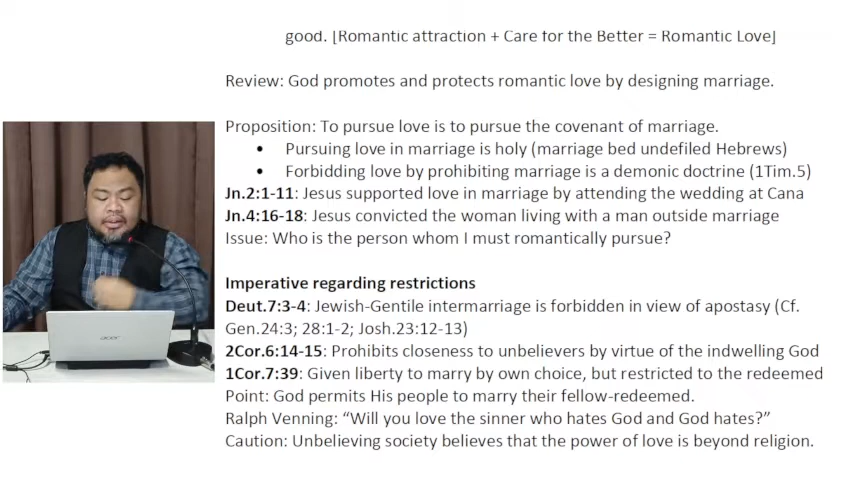 good. [Romantic attraction + Care for the Better = Romantic Love]
Review: God promotes and protects romantic love by designing marriage.
Proposition: To pursue love is to pursue the covenant of marriage.
• Pursuing love in marriage is holy (marriage bed undefiled Hebrews)
• Forbidding love by prohibiting marriage is a demonic doctrine (1Tim.5)
Jn.2:1-11: Jesus supported love in marriage by attending the wedding at Cana
Jn.4:16-18: Jesus convicted the woman living with a man outside marriage
Issue: Who is the person whom I must romantically pursue?
Imperative regarding restrictions
Deut.7:3-4: Jewish-Gentile intermarriage is forbidden in view of apostasy (Cf.
Gen.24:3; 28:1-2; Josh.23:12-13)
2Cor.6:14-15: Prohibits closeness to unbelievers by virtue of the indwelling God
1Cor.7:39: Given liberty to marry by own choice, but restricted to the redeemed
Point: God permits His people to marry their fellow-redeemed.
Ralph Venning: “Will you love the sinner who hates God and God hates?”
Caution: Unbelieving society believes that the power of love is beyond religion.
acer